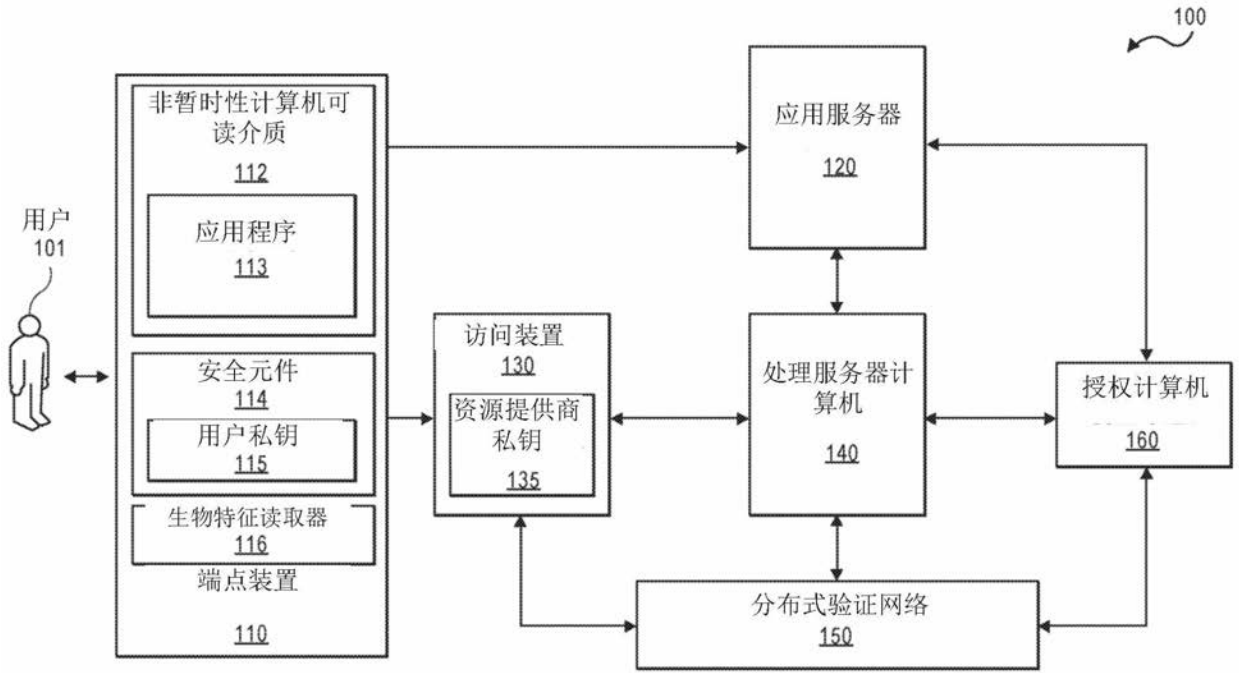 100
非暂时性计算机可
读介质
112
应用程序
113
用户
101
安全元件
114
用户私钥
115
生物特征读取器
116
端点装置
110
应用服务器
120
访问装置
130
资源提供商
私钥
135
处理服务器计
算机
140
授权计算机
160
分布式验证网络
150